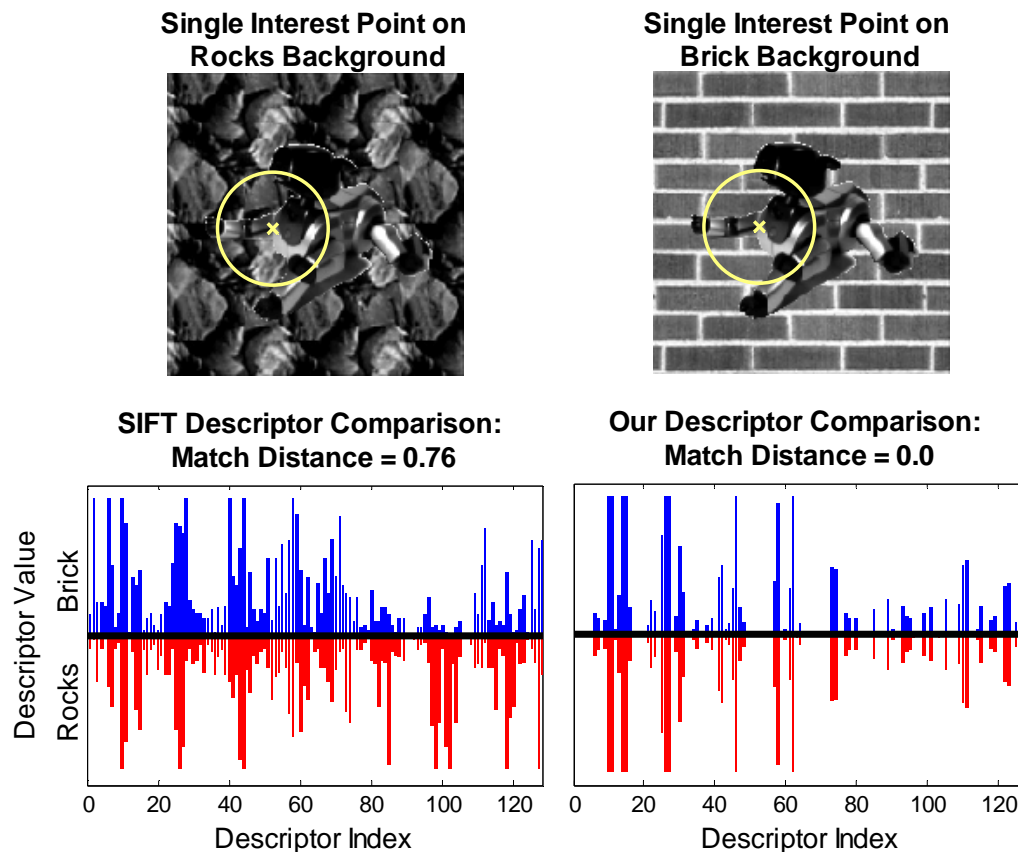 Single Interest Point on
Rocks Background
Single Interest Point on
Brick Background
SIFT Descriptor Comparison:
Match Distance = 0.76
Our Descriptor Comparison:
Match Distance = 0.0
Descriptor Value
Brick
Rocks
0 20 40 60 80 100 120
Descriptor Index
0 20 40 60 80 100 120
Descriptor Index